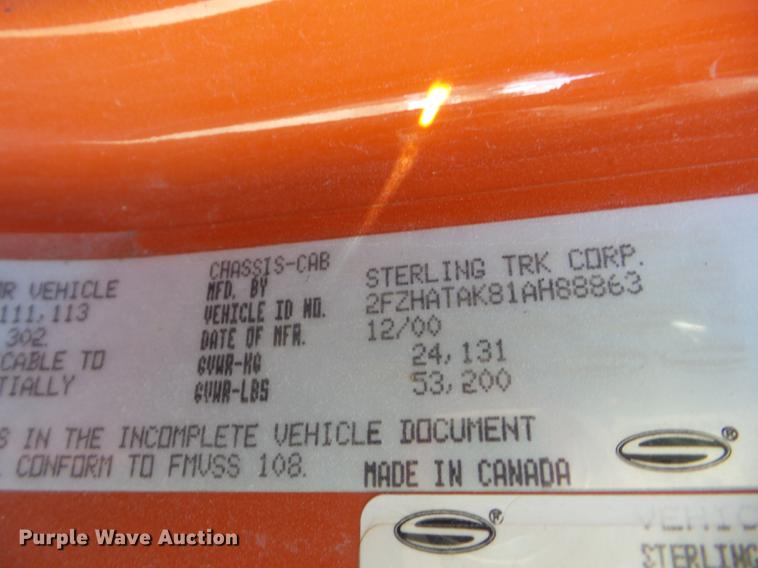 CHASSIS-CAB
MFD. BY STERLING TRK CORP.
VEHICLE ID NO. 2FZHATAK81AH88863
DATE OF MFR. 12/00
GVWR-KG 24,131
GVWR-LBS 53,200
R VEHICLE
111,113
302
CABLE TO
TIALLY
S IN THE INCOMPLETE VEHICLE DOCUMENT
CONFORM TO FMVSS 108.
MADE IN CANADA
S ®
S ®
VEHIC
STERLING
Purple Wave Auction